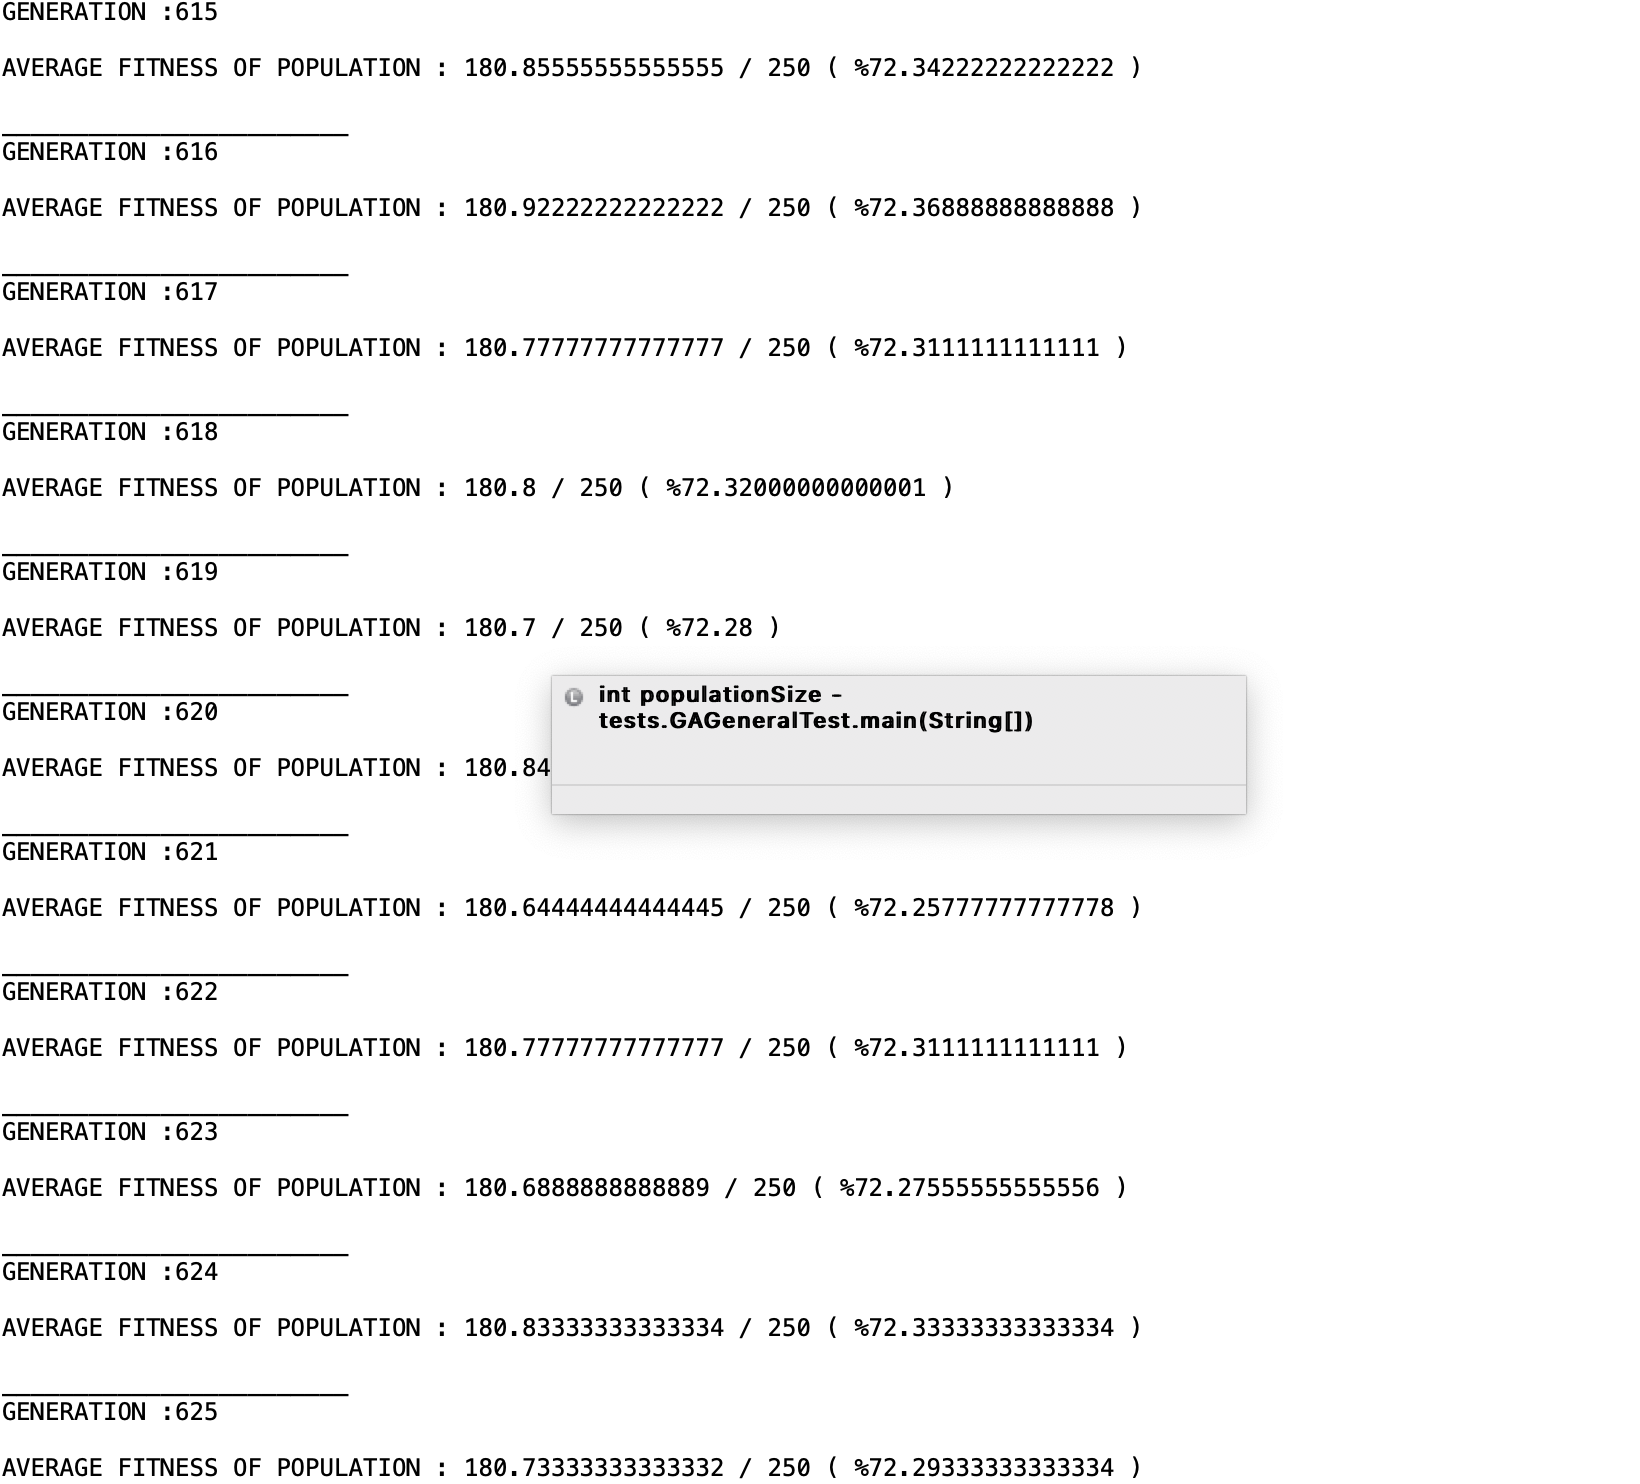 GENERATION :615
AVERAGE FITNESS OF POPULATION : 180.85555555555555 / 250 ( %72.34222222222222 )
________________________
GENERATION :616
AVERAGE FITNESS OF POPULATION : 180.92222222222222 / 250 ( %72.36888888888888 )
________________________
GENERATION :617
AVERAGE FITNESS OF POPULATION : 180.77777777777777 / 250 ( %72.3111111111111 )
________________________
GENERATION :618
AVERAGE FITNESS OF POPULATION : 180.8 / 250 ( %72.32000000000001 )
________________________
GENERATION :619
AVERAGE FITNESS OF POPULATION : 180.7 / 250 ( %72.28 )
________________________
GENERATION :620
int populationSize -
tests.GAGeneralTest.main(String[])
AVERAGE FITNESS OF POPULATION : 180.84
________________________
GENERATION :621
AVERAGE FITNESS OF POPULATION : 180.64444444444445 / 250 ( %72.25777777777778 )
________________________
GENERATION :622
AVERAGE FITNESS OF POPULATION : 180.77777777777777 / 250 ( %72.3111111111111 )
________________________
GENERATION :623
AVERAGE FITNESS OF POPULATION : 180.6888888888889 / 250 ( %72.27555555555556 )
________________________
GENERATION :624
AVERAGE FITNESS OF POPULATION : 180.83333333333334 / 250 ( %72.33333333333334 )
________________________
GENERATION :625
AVERAGE FITNESS OF POPULATION : 180.73333333333332 / 250 ( %72.29333333333334 )